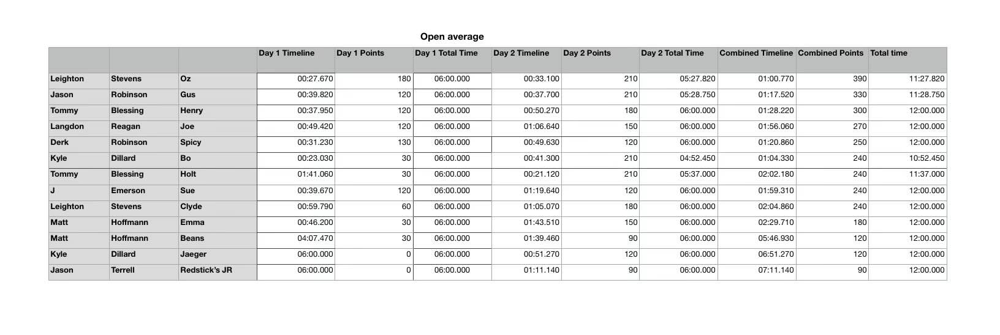 Open average
Day 1 Timeline Day 1 Points Day 1 Total Time Day 2 Timeline Day 2 Points Day 2 Total Time Combined Timeline Combined Points Total time
Leighton Stevens Oz 00:27.670 180 06:00.000 00:33.100 210 05:27.820 01:00.770 390 11:27.820
Jason Robinson Gus 00:39.820 120 06:00.000 00:37.700 210 05:28.750 01:17.520 330 11:28.750
Tommy Blessing Henry 00:37.950 120 06:00.000 00:50.270 180 06:00.000 01:28.220 300 12:00.000
Langdon Reagan Joe 00:49.420 120 06:00.000 01:06.640 150 06:00.000 01:56.060 270 12:00.000
Derk Robinson Spicy 00:31.230 130 06:00.000 00:49.630 120 06:00.000 01:20.860 250 12:00.000
Kyle Dillard Bo 00:23.030 30 06:00.000 00:41.300 210 04:52.450 01:04.330 240 10:52.450
Tommy Blessing Holt 01:41.060 30 06:00.000 00:21.120 210 05:37.000 02:02.180 240 11:37.000
J Emerson Sue 00:39.670 120 06:00.000 01:19.640 120 06:00.000 01:59.310 240 12:00.000
Leighton Stevens Clyde 00:59.790 60 06:00.000 01:05.070 180 06:00.000 02:04.860 240 12:00.000
Matt Hoffmann Emma 00:46.200 30 06:00.000 01:43.510 150 06:00.000 02:29.710 180 12:00.000
Matt Hoffmann Beans 04:07.470 30 06:00.000 01:39.460 90 06:00.000 05:46.930 120 12:00.000
Kyle Dillard Jaeger 06:00.000 0 06:00.000 00:51.270 120 06:00.000 06:51.270 120 12:00.000
Jason Terrell Redstick’s JR 06:00.000 0 06:00.000 01:11.140 90 06:00.000 07:11.140 90 12:00.000